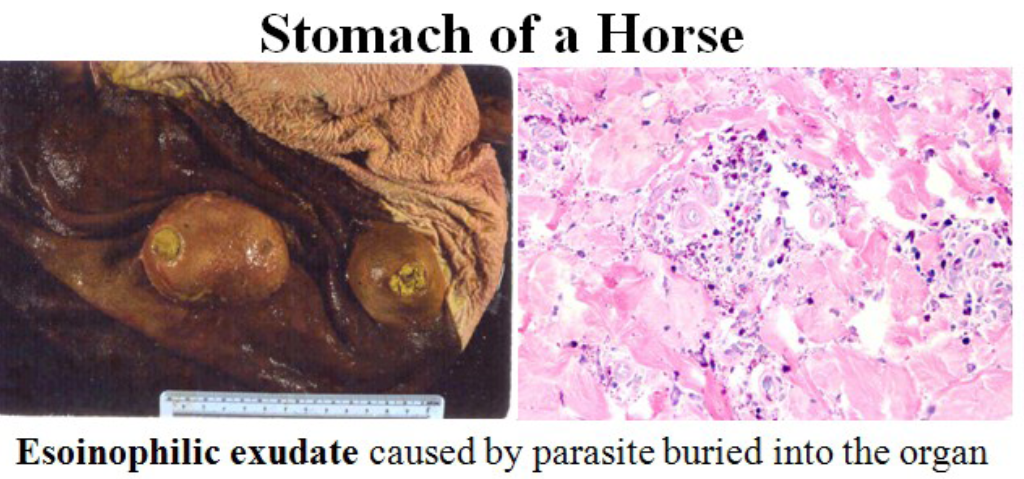 Stomach of a Horse
Esoinophilic exudate caused by parasite buried into the organ